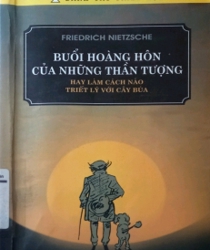 FRIEDRICH NIETZSCHE
BUỔI HOÀNG HÔN
CỦA NHỮNG THẦN TƯỢNG
HAY LÀM CÁCH NÀO
TRIẾT LÝ VỚI CÂY BÚA